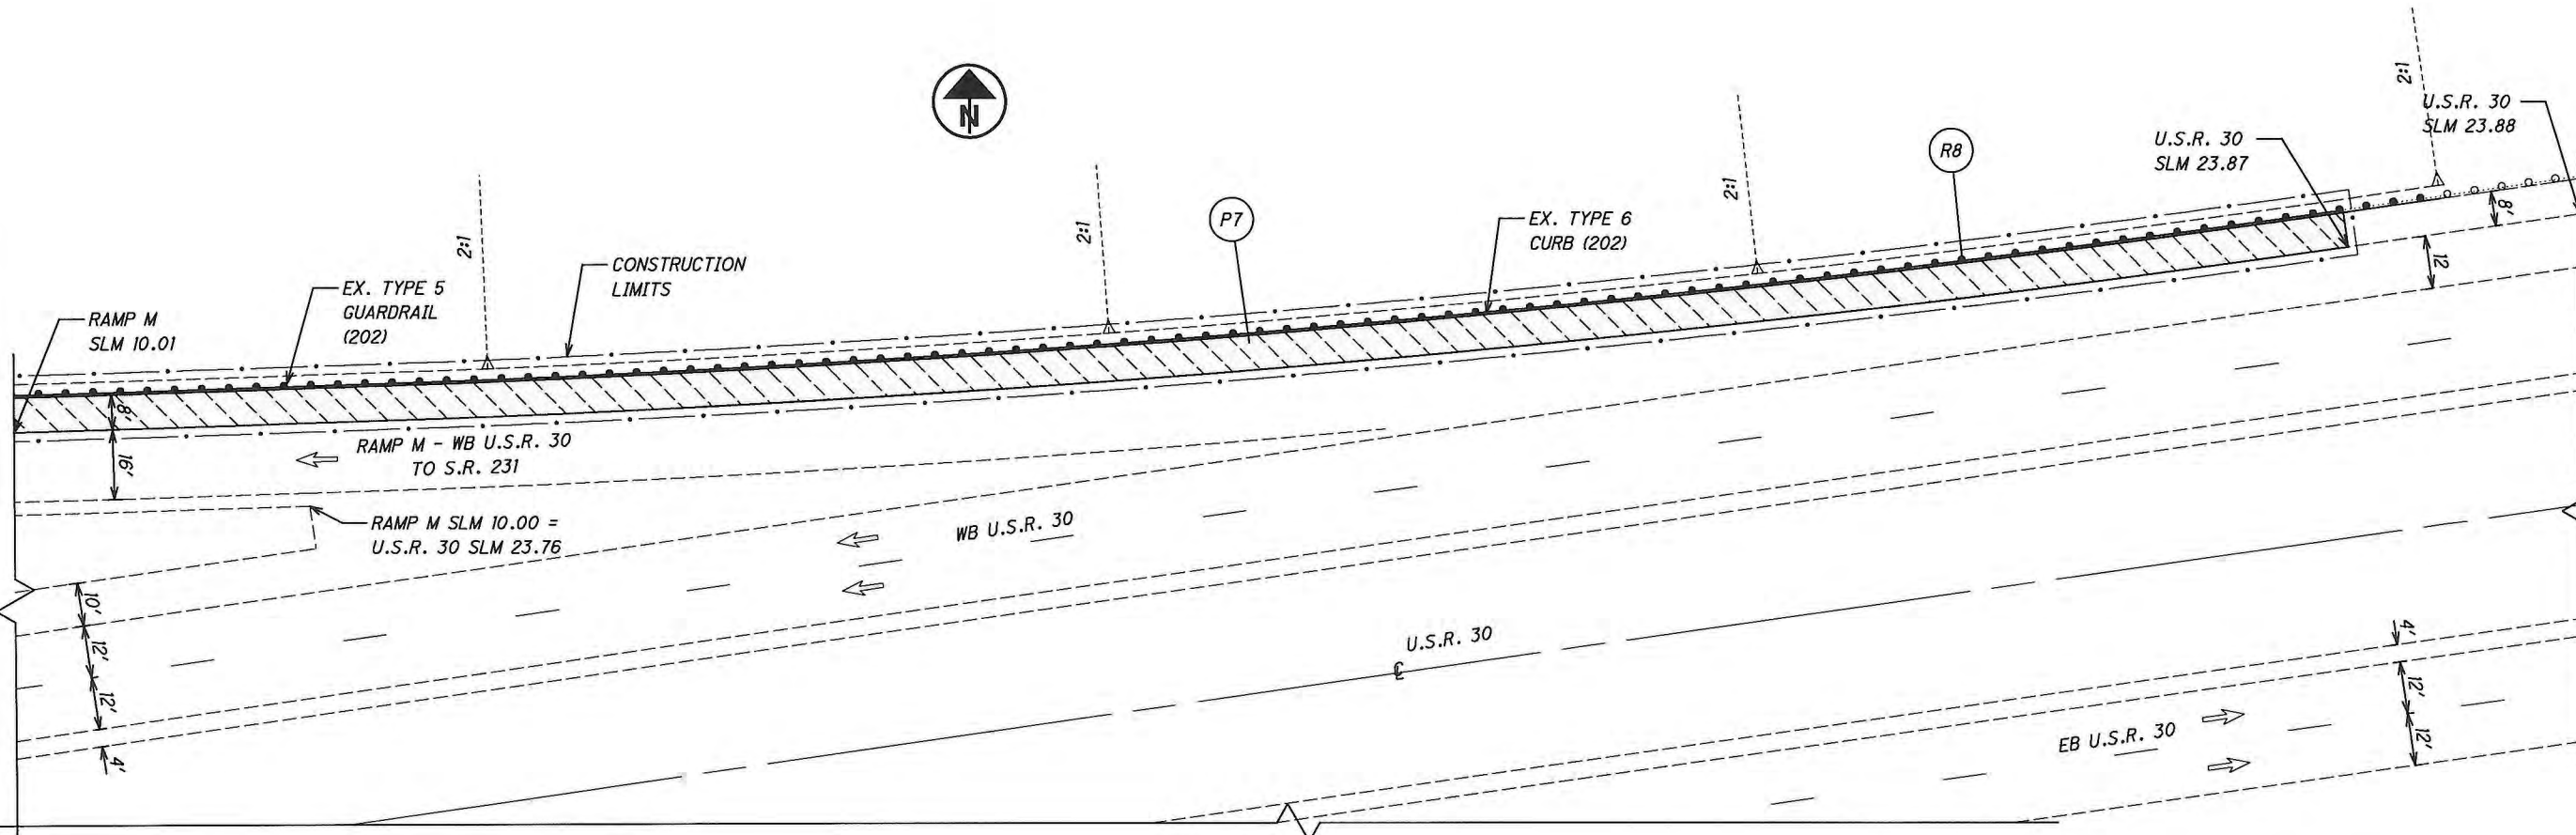 2:1
U.S.R. 30
SLM 23.88
N
R8
U.S.R. 30
SLM 23.87
2:1
P7
8'
EX. TYPE 6
CURB (202)
2:1
2:1
CONSTRUCTION
LIMITS
12
EX. TYPE 5
GUARDRAIL
(202)
RAMP M
SLM 10.01
8'
RAMP M - WB U.S.R. 30
TO S.R. 231
16'
RAMP M SLM 10.00 =
U.S.R. 30 SLM 23.76
WB U.S.R. 30
10'
12'
12'
4'
U.S.R. 30
℄
4'
12'
12'
EB U.S.R. 30